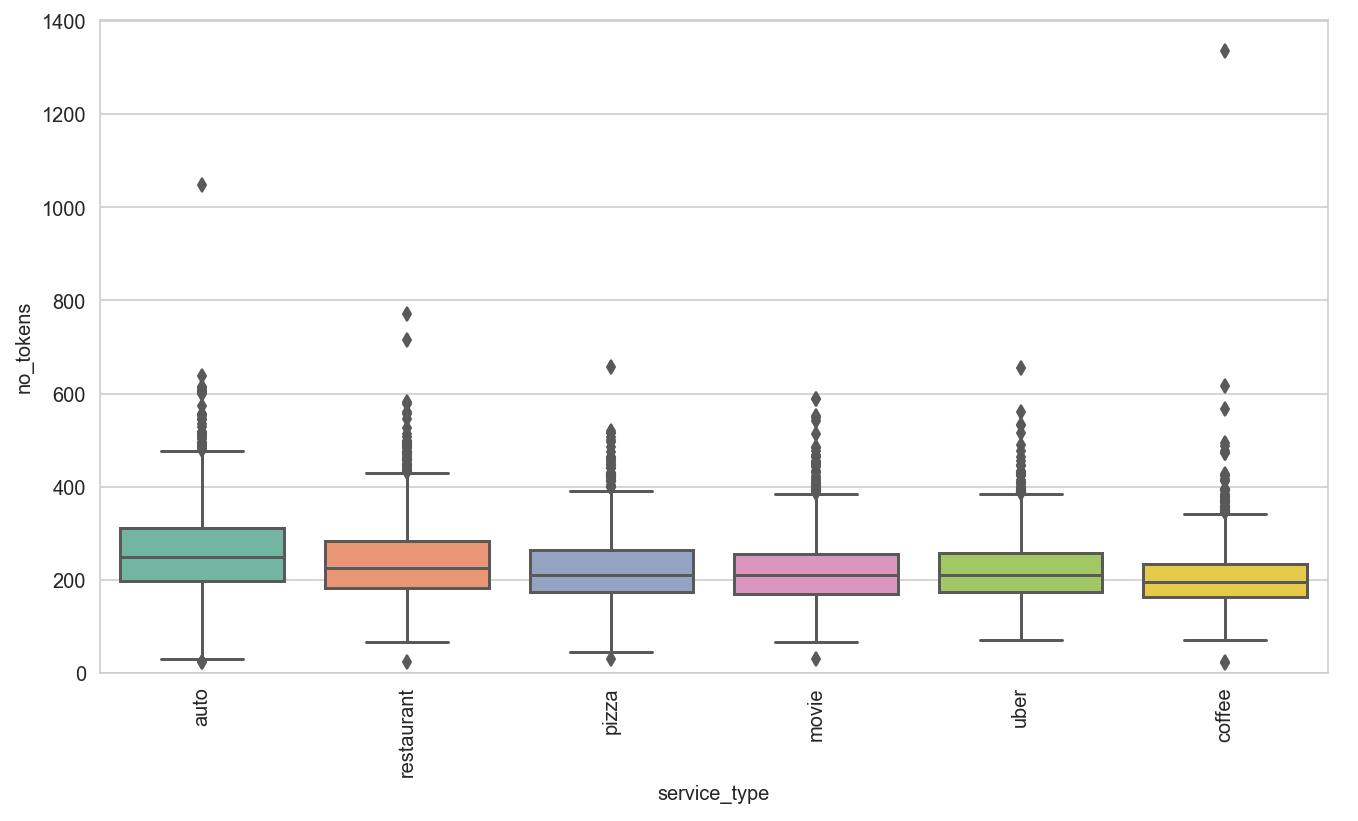 1400
1200
1000
800
600
400
200
0
no_tokens
auto
restaurant
pizza
movie
uber
coffee
service_type